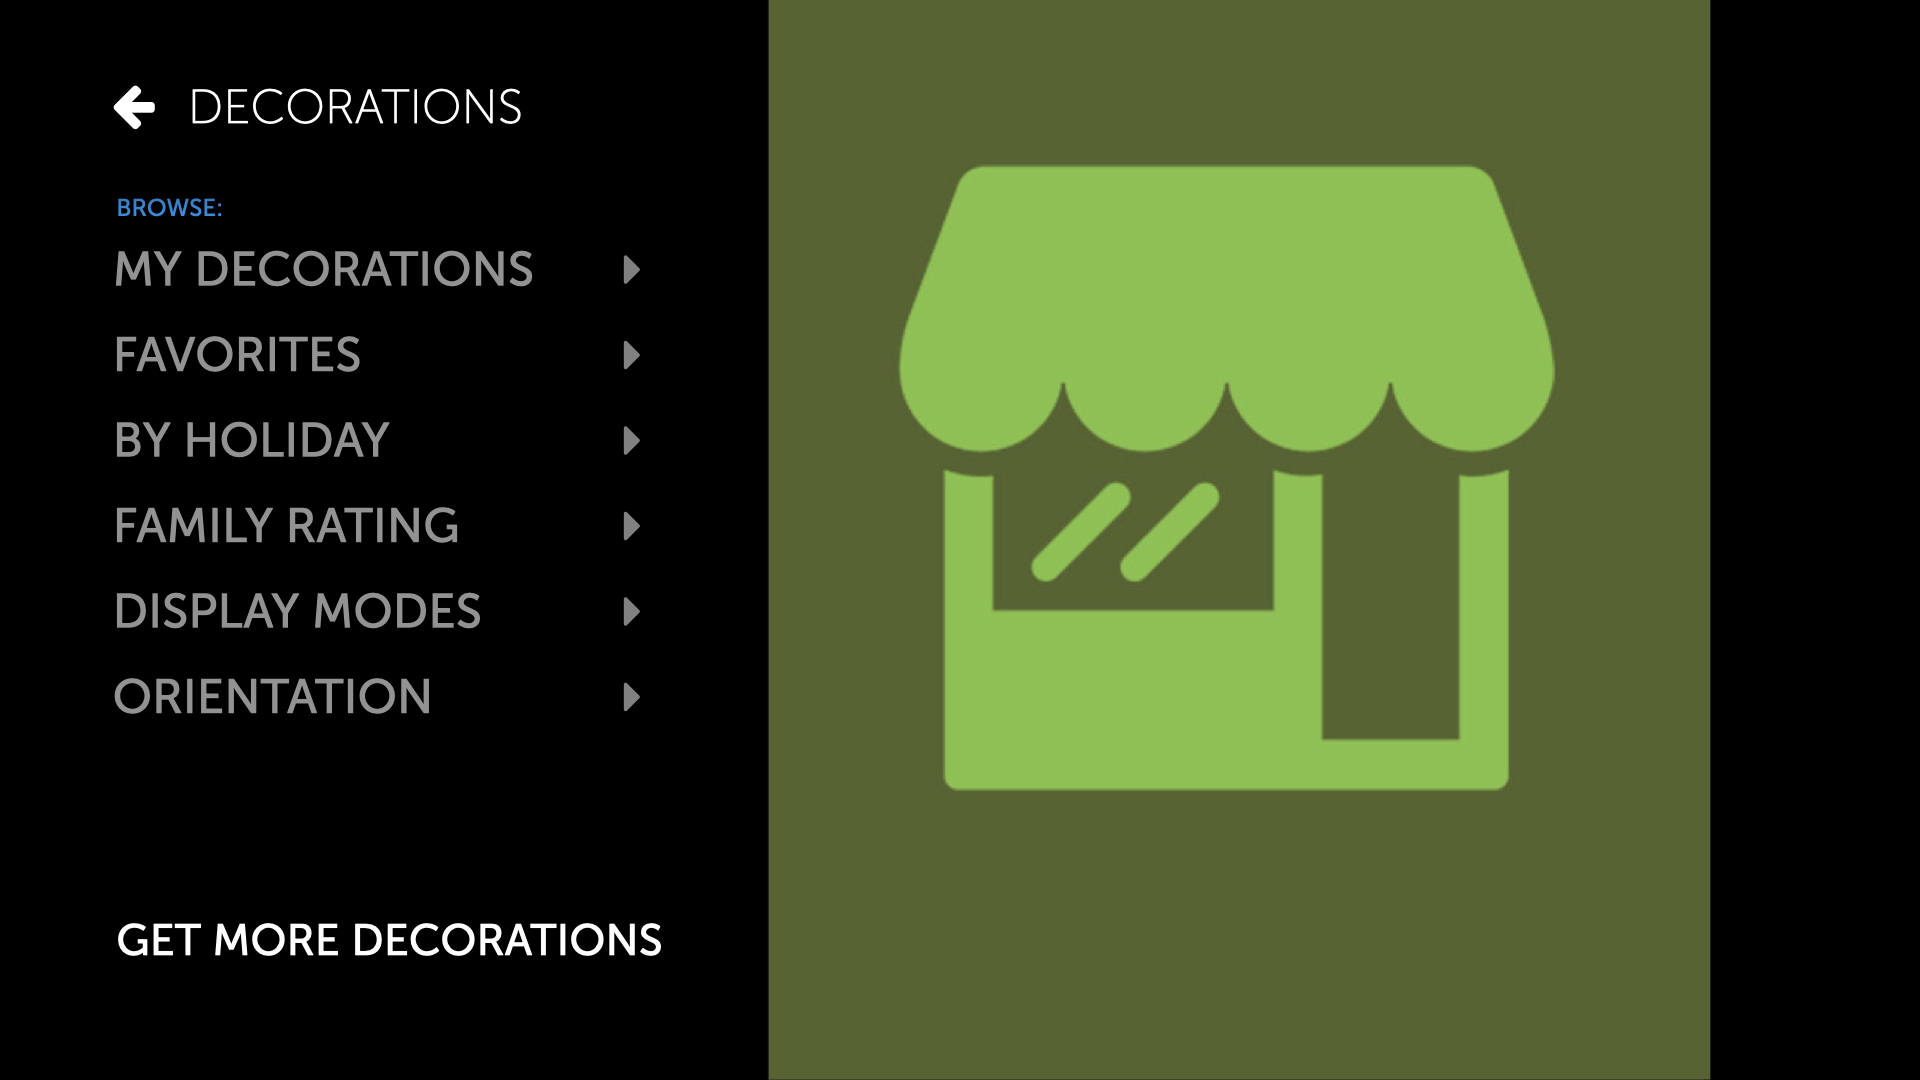 DECORATIONS
BROWSE:
MY DECORATIONS
FAVORITES
BY HOLIDAY
FAMILY RATING
DISPLAY MODES
ORIENTATION
GET MORE DECORATIONS